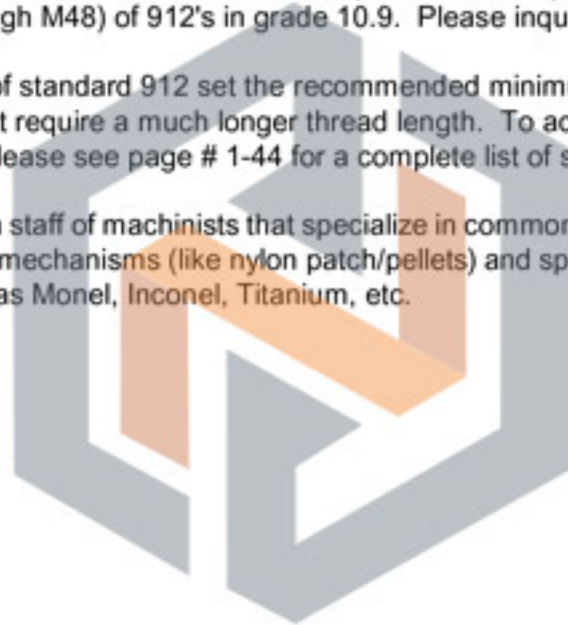 gh M48) of 912's in grade 10.9. Please inqu
of standard 912 set the recommended minimu
t require a much longer thread length. To ac
lease see page # 1-44 for a complete list of s
staff of machinists that specialize in common
mechanisms (like nylon patch/pellets) and sp
as Monel, Inconel, Titanium, etc.